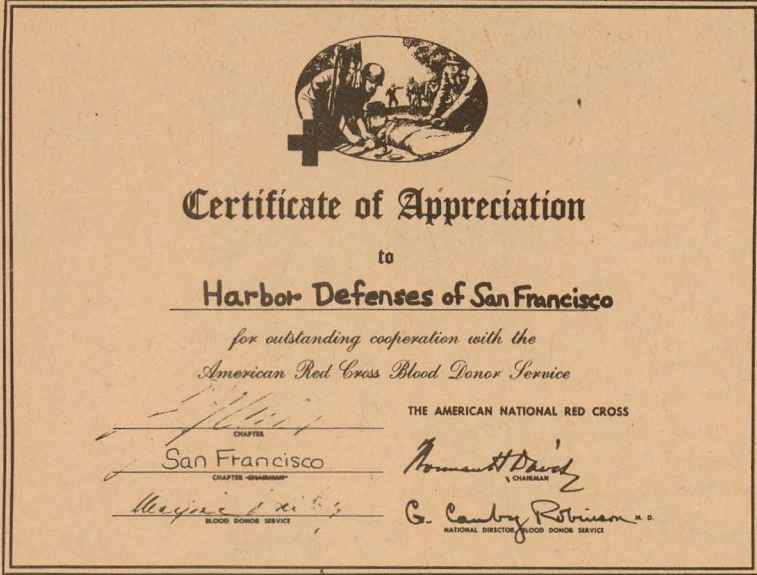 Certificate of Appreciation
to
Harbor Defenses of San Francisco
for outstanding cooperation with the
American Red Cross Blood Donor Service
THE AMERICAN NATIONAL RED CROSS
CHAPTER
San Francisco
CHAPTER CHAIRMAN
Norman H Davis
CHAIRMAN
BLOOD DONOR SERVICE
G. Canby Robinson M. D.
NATIONAL DIRECTOR, BLOOD DONOR SERVICE